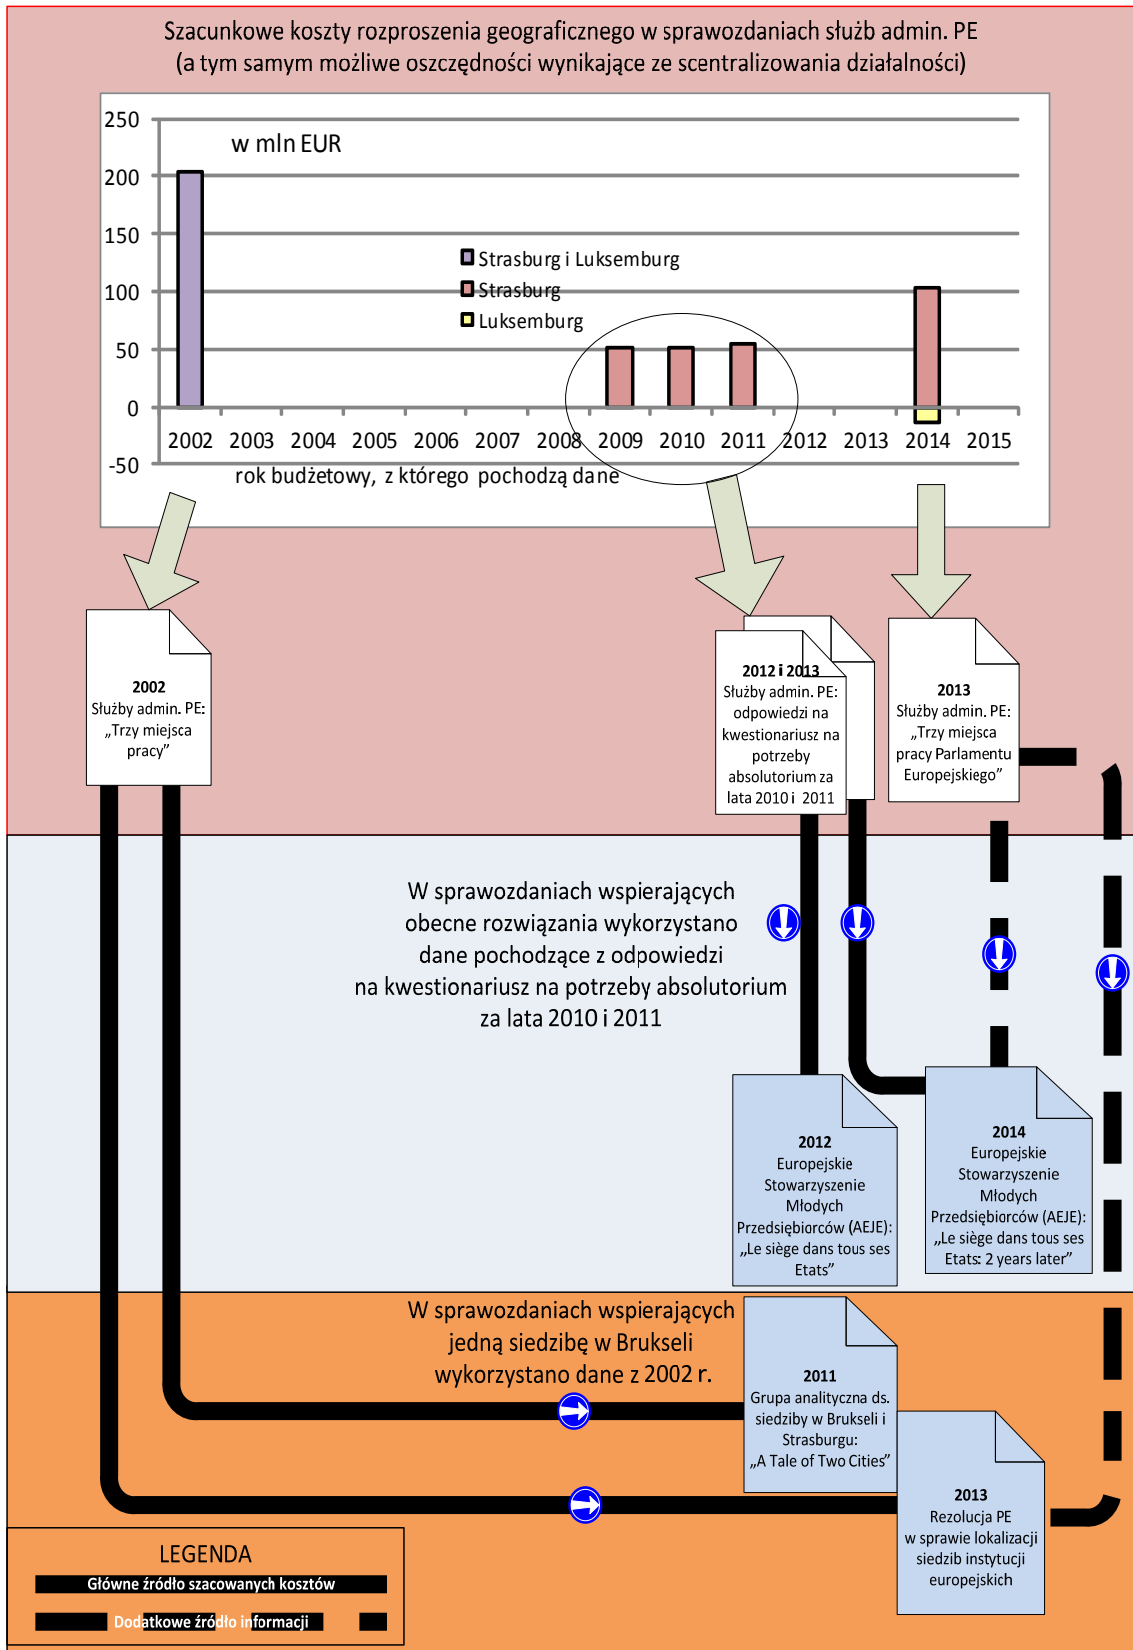 Szacunkowe koszty rozproszenia geograficznego w sprawozdaniach służb admin. PE
(a tym samym możliwe oszczędności wynikające ze scentralizowania działalności)
250
w mln EUR
200
150
Strasburg i Luksemburg
100
Strasburg
Luksemburg
50
0
2002 2003 2004 2005 2006 2007 2008 2009 2010 2011 2012 2013 2014 2015
-50
rok budżetowy, z którego pochodzą dane
2002
Służby admin. PE:
„Trzy miejsca
pracy”
2012 i 2013
Służby admin. PE:
odpowiedzi na
kwestionariusz na
potrzeby
absolutorium za
lata 2010 i 2011
2013
Służby admin. PE:
„Trzy miejsca
pracy Parlamentu
Europejskiego”
W sprawozdaniach wspierających
obecne rozwiązania wykorzystano
dane pochodzące z odpowiedzi
na kwestionariusz na potrzeby absolutorium
za lata 2010 i 2011
2012
Europejskie
Stowarzyszenie
Młodych
Przedsiębiorców (AEJE):
„Le siège dans tous ses
Etats”
2014
Europejskie
Stowarzyszenie
Młodych
Przedsiębiorców (AEJE):
„Le siège dans tous ses
Etats: 2 years later”
W sprawozdaniach wspierających
jedną siedzibę w Brukseli
wykorzystano dane z 2002 r.
2011
Grupa analityczna ds.
siedziby w Brukseli i
Strasburgu:
„A Tale of Two Cities”
2013
Rezolucja PE
w sprawie lokalizacji
siedzib instytucji
europejskich
LEGENDA
Główne źródło szacowanych kosztów
Dodatkowe źródło informacji